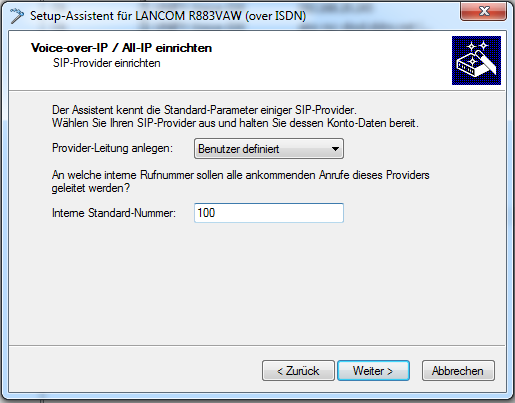 Setup-Assistent für LANCOM R883VAW (over ISDN)
Voice-over-IP / All-IP einrichten
SIP-Provider einrichten
Der Assistent kennt die Standard-Parameter einiger SIP-Provider.
Wählen Sie Ihren SIP-Provider aus und halten Sie dessen Konto-Daten bereit.
Provider-Leitung anlegen: Benutzer definiert
An welche interne Rufnummer sollen alle ankommenden Anrufe dieses Providers
geleitet werden?
Interne Standard-Nummer: 100
< Zurück Weiter > Abbrechen